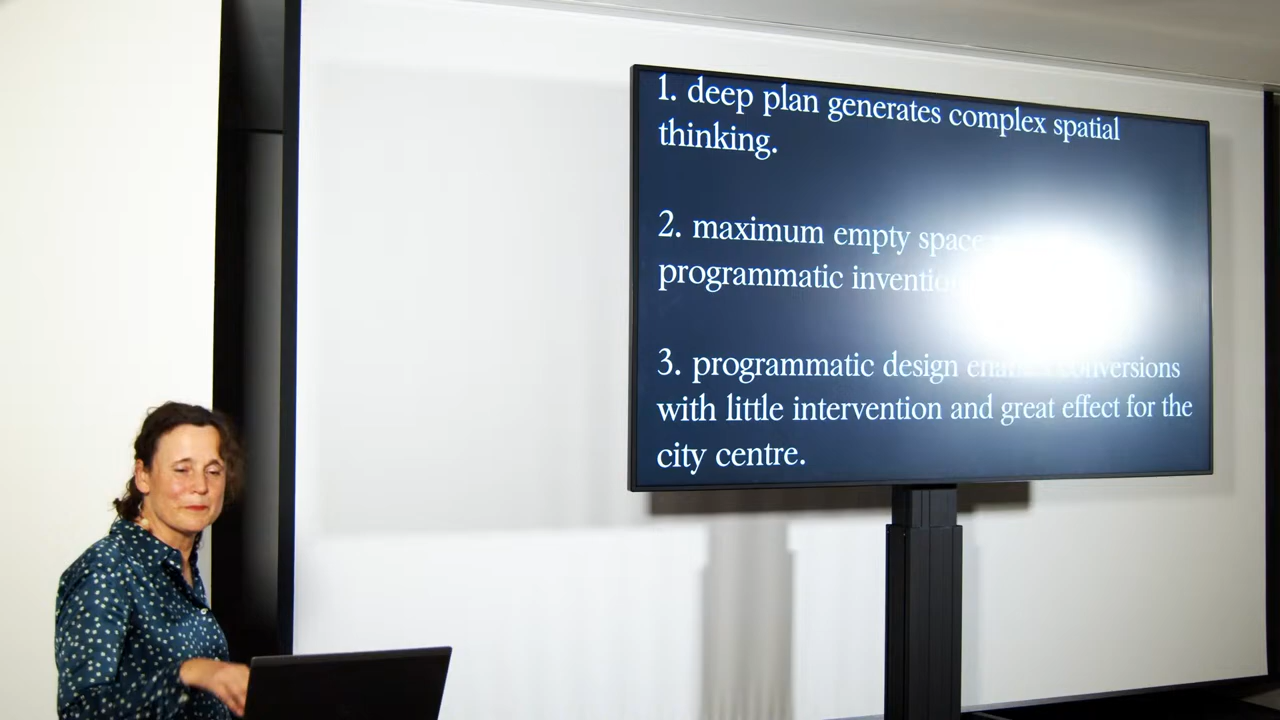 1. deep plan generates complex spatial
thinking.
2. maximum empty space
programmatic
3. programmatic design conversions
with little intervention and great effect for the
city centre.